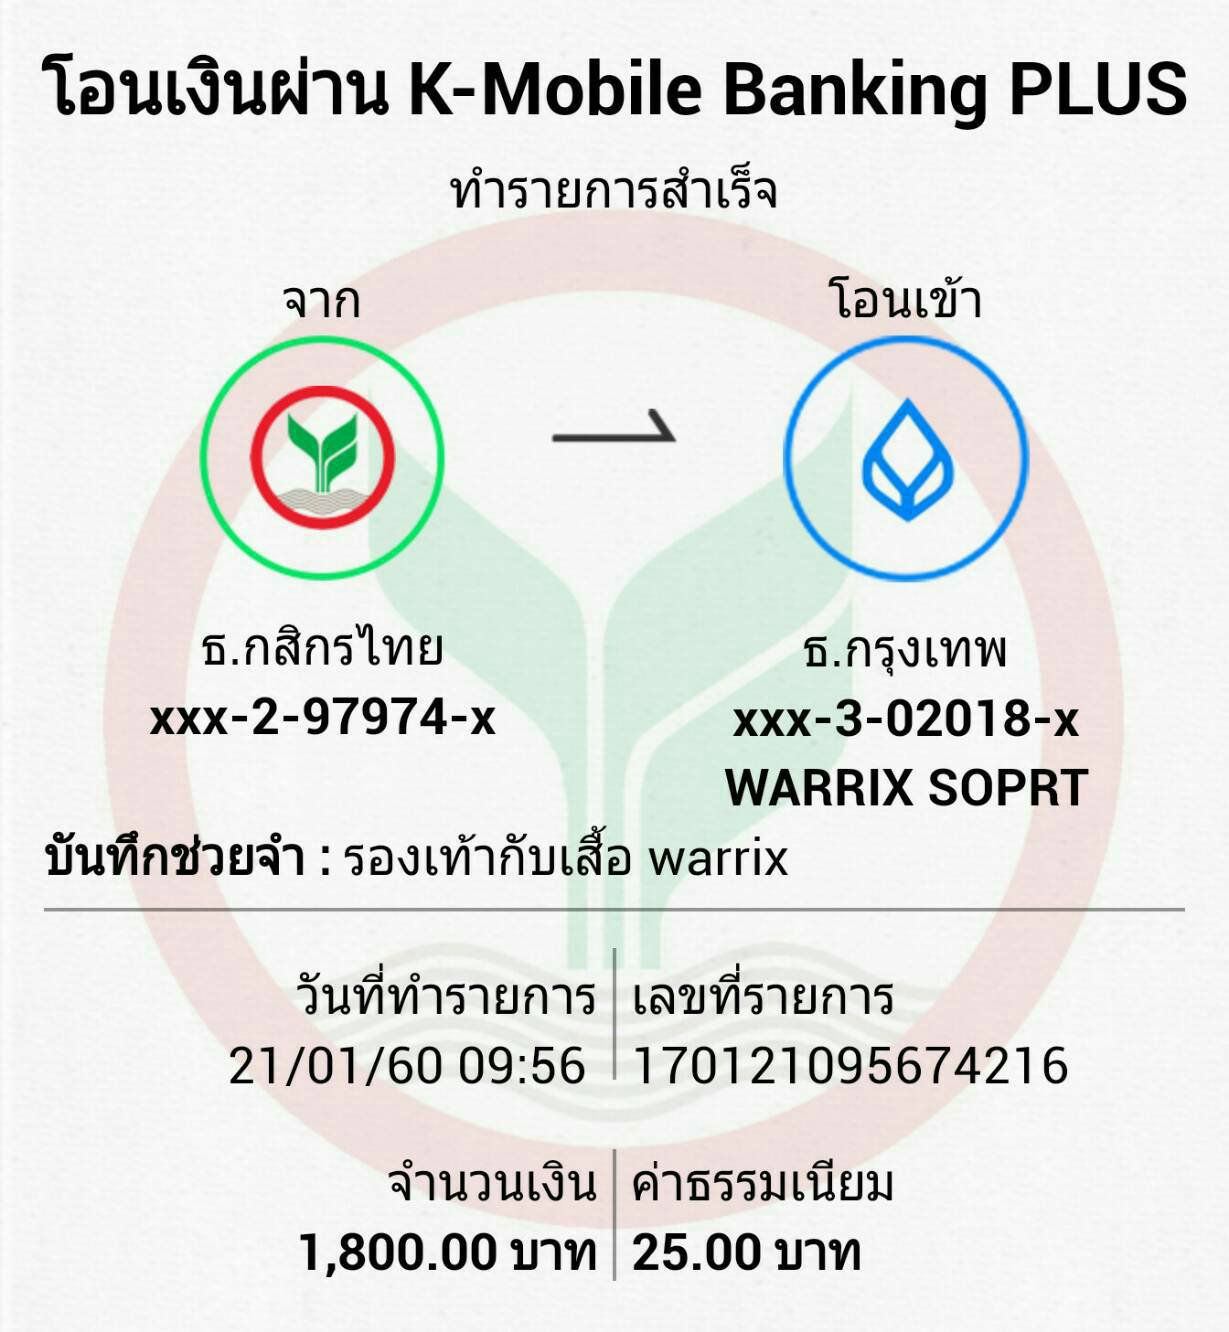 โอนเงินผ่าน K-Mobile Banking PLUS
ทำรายการสำเร็จ
จาก
โอนเข้า
ธ.กสิกรไทย
xxx-2-97974-x
ธ.กรุงเทพ
xxx-3-02018-x
WARRIX SOPRT
บันทึกช่วยจำ : รองเท้ากับเสื้อ warrix
วันที่ทำรายการ
21/01/60 09:56
เลขที่รายการ
170121095674216
จำนวนเงิน
1,800.00 บาท
ค่าธรรมเนียม
25.00 บาท